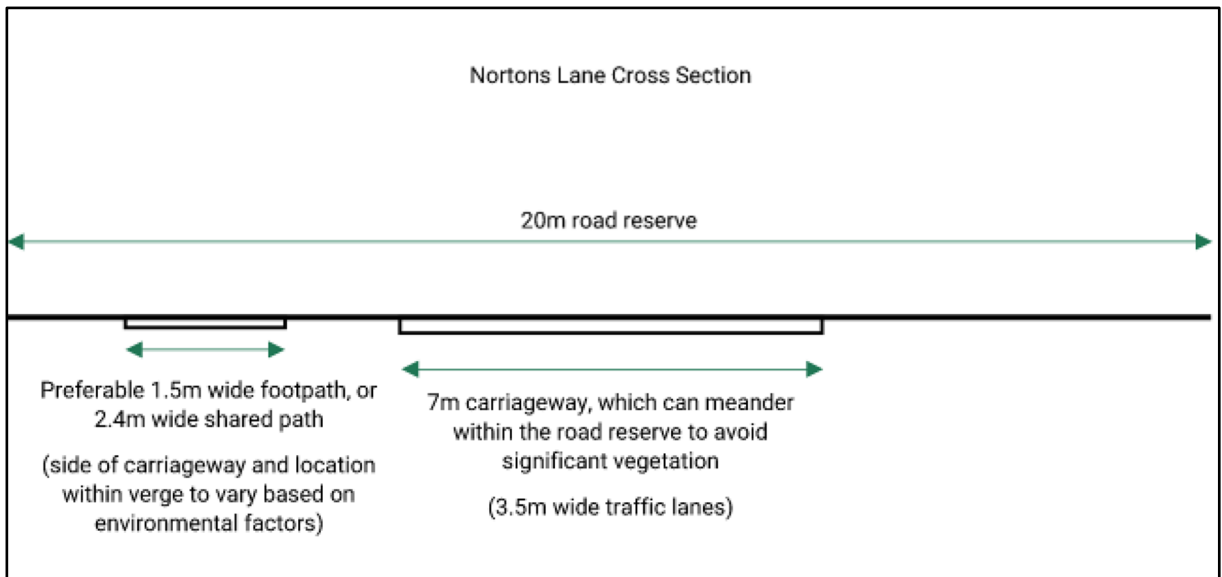 Nortons Lane Cross Section
20m road reserve
Preferable 1.5m wide footpath, or
2.4m wide shared path
(side of carriageway and location
within verge to vary based on
environmental factors)
7m carriageway, which can meander
within the road reserve to avoid
significant vegetation
(3.5m wide traffic lanes)